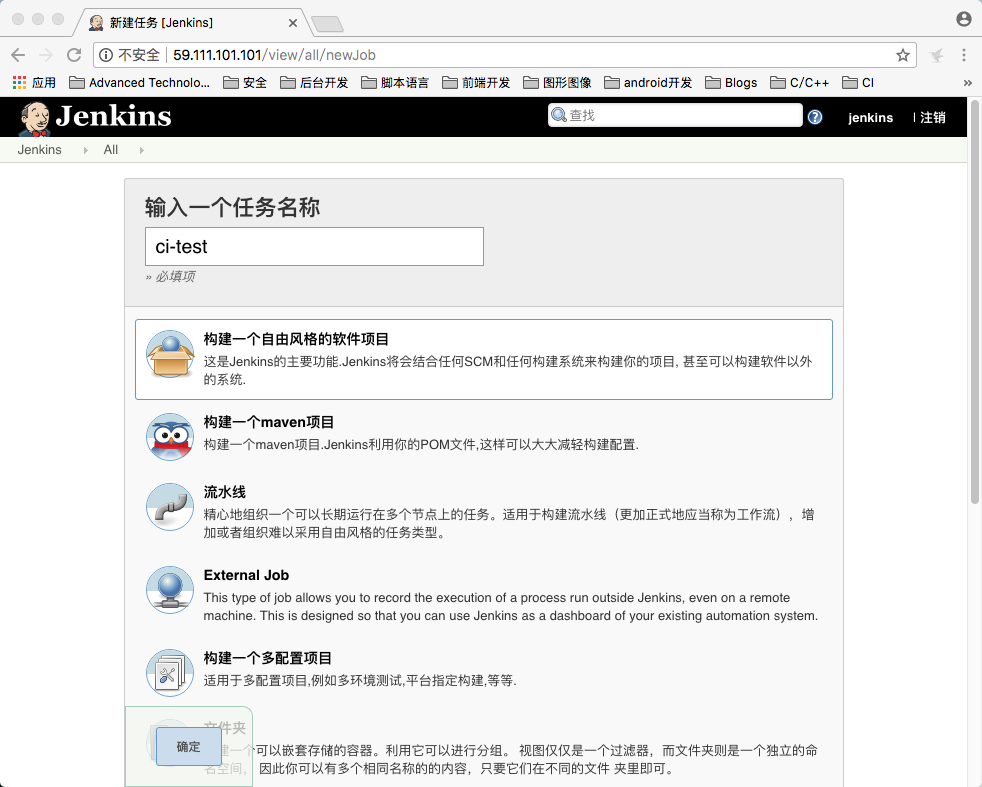 新建任务 [Jenkins]
不安全 59.111.101.101/view/all/newJob
应用 Advanced Technolo... 安全 后台开发 脚本语言 前端开发 图形图像 android开发 Blogs C/C++ CI »
Jenkins 查找 ? jenkins | 注销
Jenkins All
输入一个任务名称
ci-test
» 必填项
构建一个自由风格的软件项目
这是Jenkins的主要功能.Jenkins将会结合任何SCM和任何构建系统来构建你的项目, 甚至可以构建软件以外
的系统.
构建一个maven项目
构建一个maven项目.Jenkins利用你的POM文件,这样可以大大减轻构建配置.
流水线
精心地组织一个可以长期运行在多个节点上的任务。适用于构建流水线（更加正式地应当称为工作流），增
加或者组织难以采用自由风格的任务类型。
External Job
This type of job allows you to record the execution of a process run outside Jenkins, even on a remote
machine. This is designed so that you can use Jenkins as a dashboard of your existing automation system.
构建一个多配置项目
适用于多配置项目,例如多环境测试,平台指定构建,等等.
文件夹
建一个可以嵌套存储的容器。利用它可以进行分组。 视图仅仅是一个过滤器，而文件夹则是一个独立的命
名空间， 因此你可以有多个相同名称的的内容，只要它们在不同的文件 夹里即可。
确定